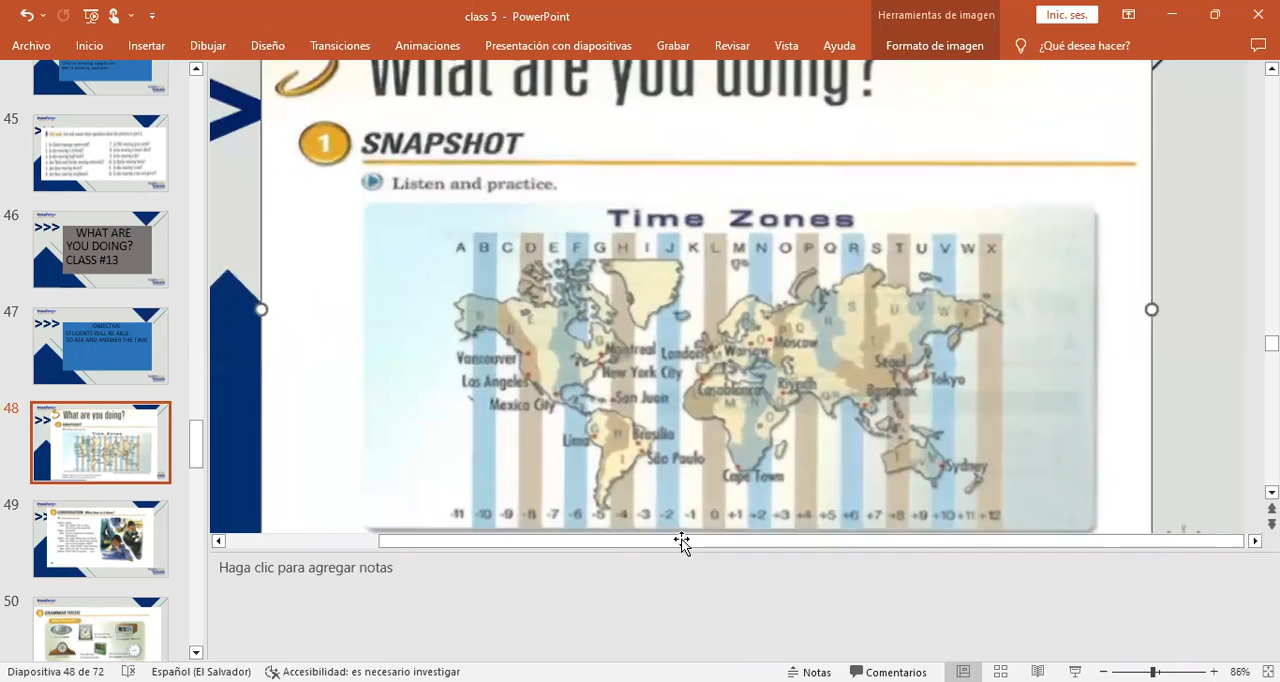 class 5 - PowerPoint
Herramientas de imagen
Inic. ses.
Archivo Inicio Insertar Dibujar Diseño Transiciones Animaciones Presentación con diapositivas Grabar Revisar Vista Ayuda Formato de imagen ¿Qué desea hacer?
45
46
WHAT ARE
YOU DOING?
CLASS #13
47
OBJECTIVE
STUDENTS WILL BE ABLE
TO ASK AND ANSWER THE TIME
48
What are you doing?
SNAPSHOT
Time Zones
49
CONVERSATION
50
GRAMMAR FOCUS
What are you doing?
1 SNAPSHOT
Listen and practice.
Time Zones
A B C D E F G H I J K L M N O P Q R S T U V W X
Vancouver
Los Angeles
Mexico City
Montreal
New York City
San Juan
Lima
Brasilia
São Paulo
London
Warsaw
Moscow
Casablanca
Riyadh
Cape Town
Seoul
Bangkok
Tokyo
Sydney
-11 -10 -9 -8 -7 -6 -5 -4 -3 -2 -1 0 +1 +2 +3 +4 +5 +6 +7 +8 +9 +10 +11 +12
Haga clic para agregar notas
Diapositiva 48 de 72 Español (El Salvador) Accesibilidad: es necesario investigar Notas Comentarios 86%